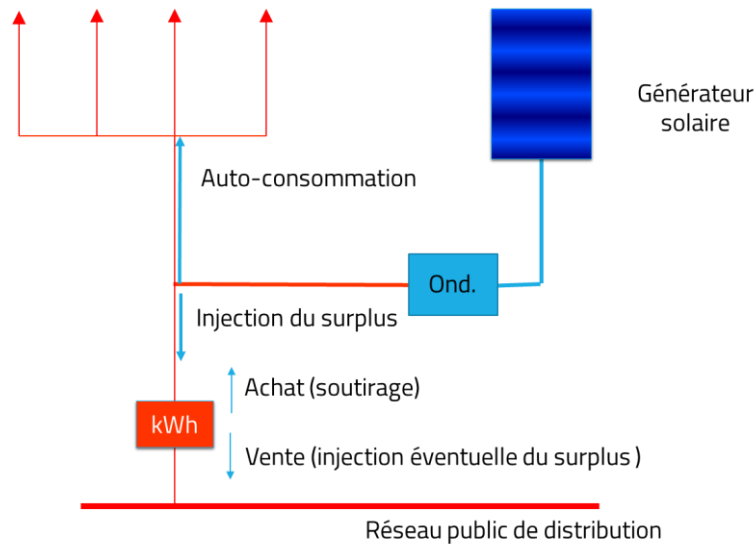 Générateur
solaire
Auto-consommation
Ond.
Injection du surplus
Achat (soutirage)
kWh
Vente (injection éventuelle du surplus )
Réseau public de distribution